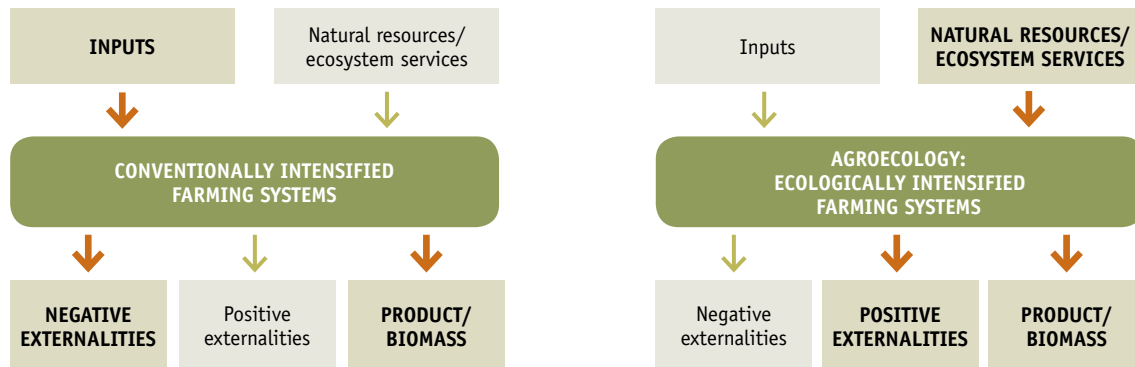 INPUTS
Natural resources/
ecosystem services
CONVENTIONALLY INTENSIFIED
FARMING SYSTEMS
NEGATIVE
EXTERNALITIES
Positive
externalities
PRODUCT/
BIOMASS
Inputs
NATURAL RESOURCES/
ECOSYSTEM SERVICES
AGROECOLOGY:
ECOLOGICALLY INTENSIFIED
FARMING SYSTEMS
Negative
externalities
POSITIVE
EXTERNALITIES
PRODUCT/
BIOMASS